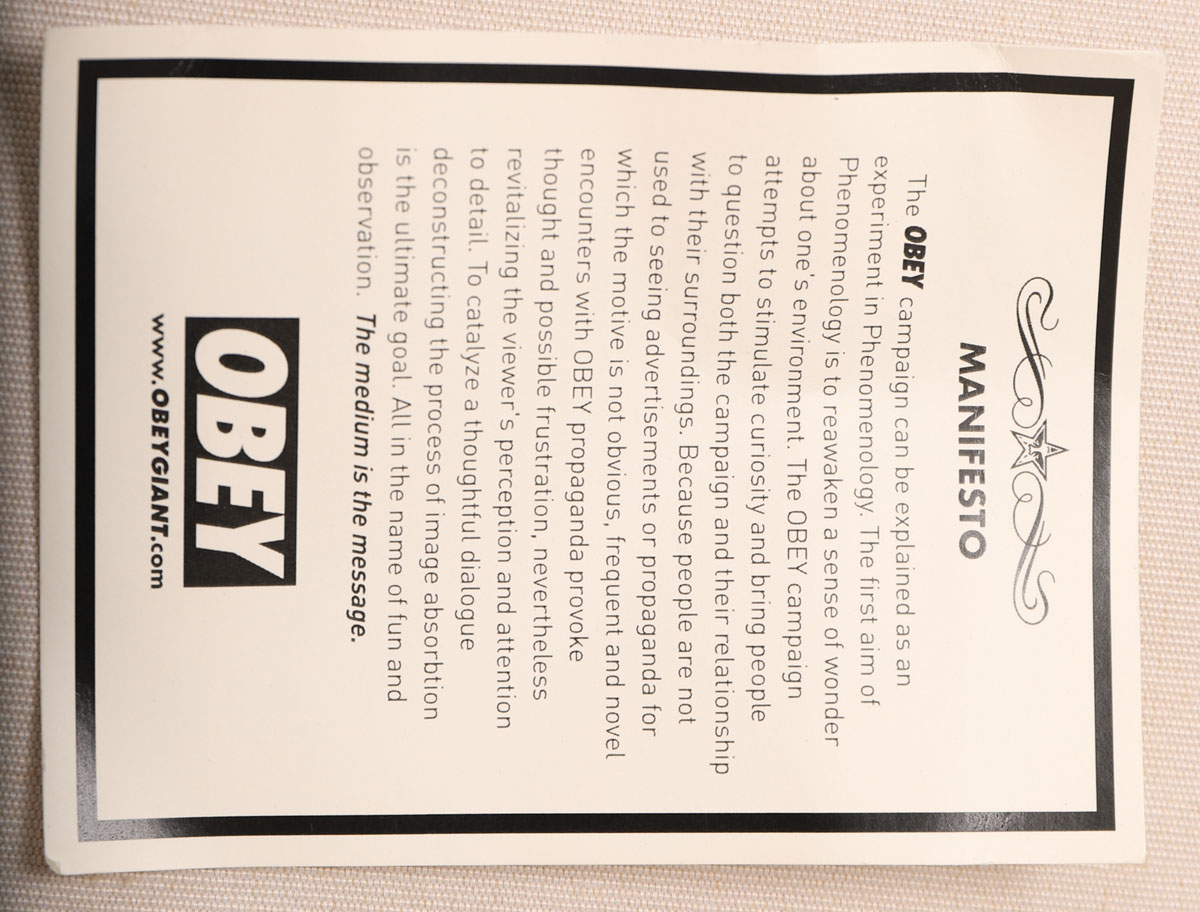 MANIFESTO
The OBEY campaign can be explained as an
experiment in Phenomenology. The first aim of
Phenomenology is to reawaken a sense of wonder
about one's environment. The OBEY campaign
attempts to stimulate curiosity and bring people
to question both the campaign and their relationship
with their surroundings. Because people are not
used to seeing advertisements or propaganda for
which the motive is not obvious, frequent and novel
encounters with OBEY propaganda provoke
thought and possible frustration, nevertheless
revitalizing the viewer's perception and attention
to detail. To catalyze a thoughtful dialogue
deconstructing the process of image absorbtion
is the ultimate goal. All in the name of fun and
observation. The medium is the message.
OBEY
www.OBEYGIANT.com